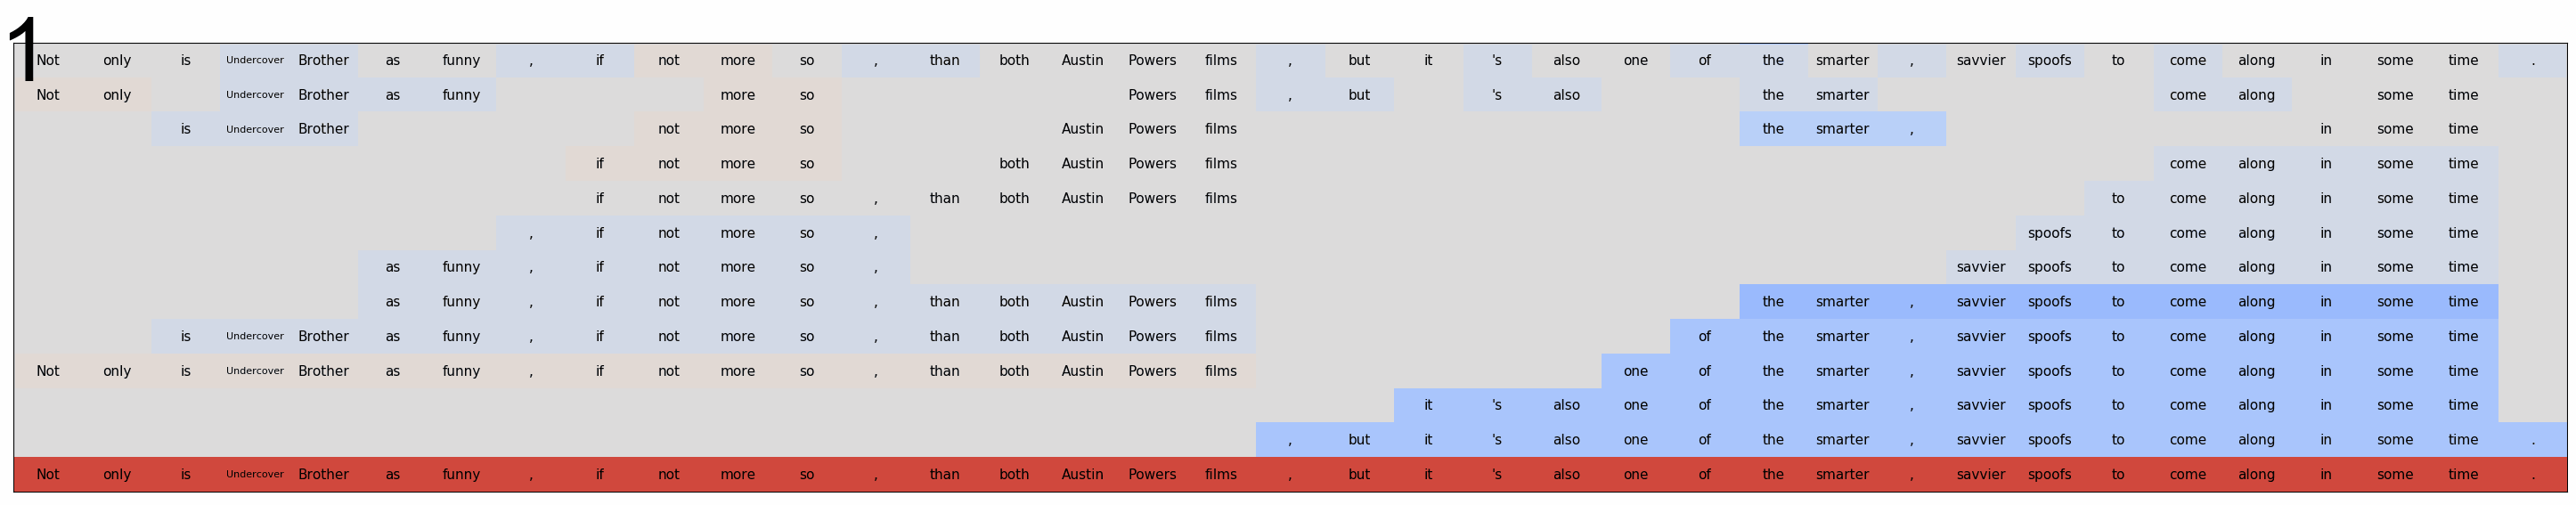 1
Not only is Undercover Brother as funny , if not more so , than both Austin Powers films , but it 's also one of the smarter , savvier spoofs to come along in some time .
Not only Undercover Brother as funny more so Powers films , but 's also the smarter come along some time
is Undercover Brother not more so Austin Powers films the smarter , in some time
if not more so both Austin Powers films come along in some time
if not more so , than both Austin Powers films to come along in some time
, if not more so , spoofs to come along in some time
as funny , if not more so , savvier spoofs to come along in some time
as funny , if not more so , than both Austin Powers films the smarter , savvier spoofs to come along in some time
is Undercover Brother as funny , if not more so , than both Austin Powers films of the smarter , savvier spoofs to come along in some time
Not only is Undercover Brother as funny , if not more so , than both Austin Powers films one of the smarter , savvier spoofs to come along in some time
it 's also one of the smarter , savvier spoofs to come along in some time
, but it 's also one of the smarter , savvier spoofs to come along in some time .
Not only is Undercover Brother as funny , if not more so , than both Austin Powers films , but it 's also one of the smarter , savvier spoofs to come along in some time .